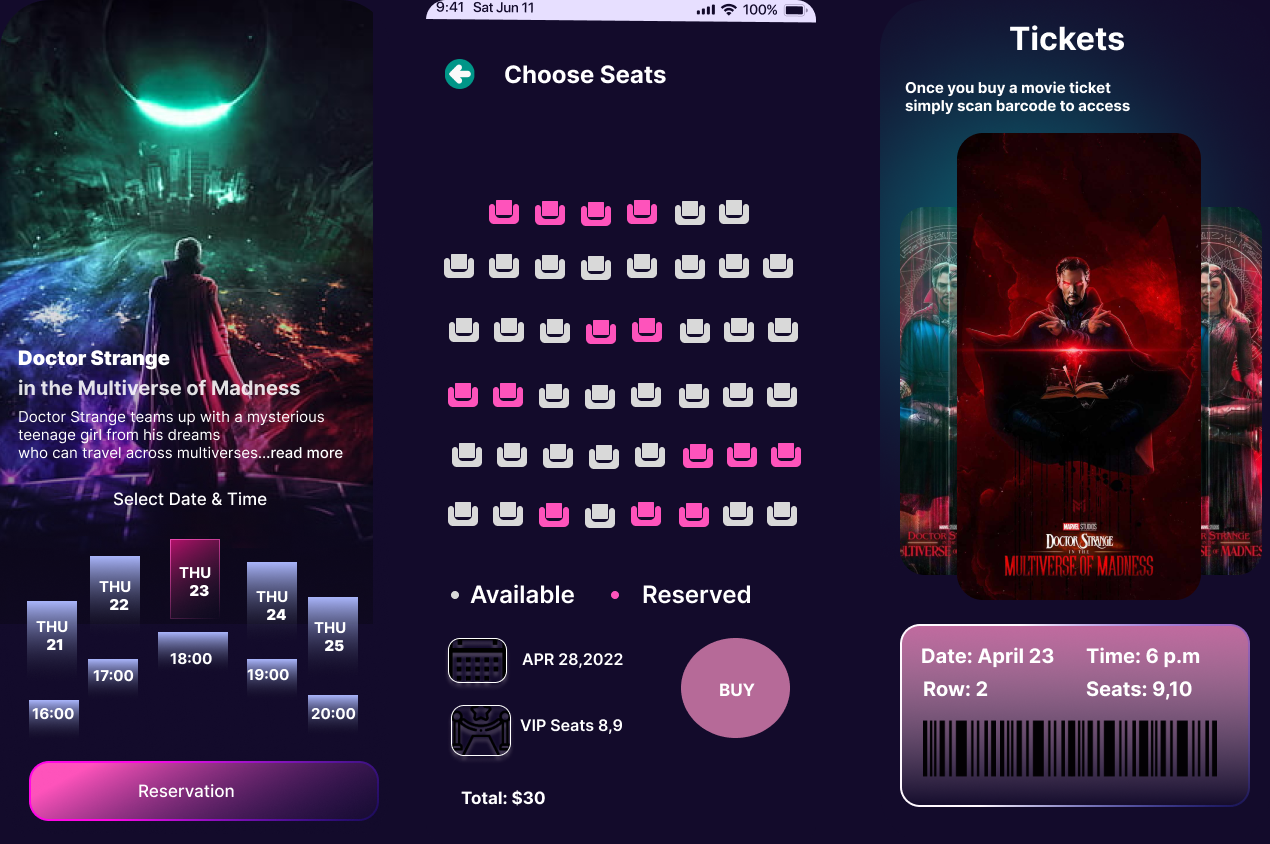 Doctor Strange
in the Multiverse of Madness
Doctor Strange teams up with a mysterious
teenage girl from his dreams
who can travel across multiverses...read more
Select Date & Time
THU
21
THU
22
THU
23
THU
24
THU
25
16:00
17:00
18:00
19:00
20:00
Reservation
9:41 Sat Jun 11
100%
Choose Seats
Available
Reserved
APR 28,2022
VIP Seats 8,9
BUY
Total: $30
Tickets
Once you buy a movie ticket
simply scan barcode to access
MARVEL STUDIOS
DOCTOR STRANGE
IN THE
MULTIVERSE OF MADNESS
Date: April 23 Time: 6 p.m
Row: 2 Seats: 9,10